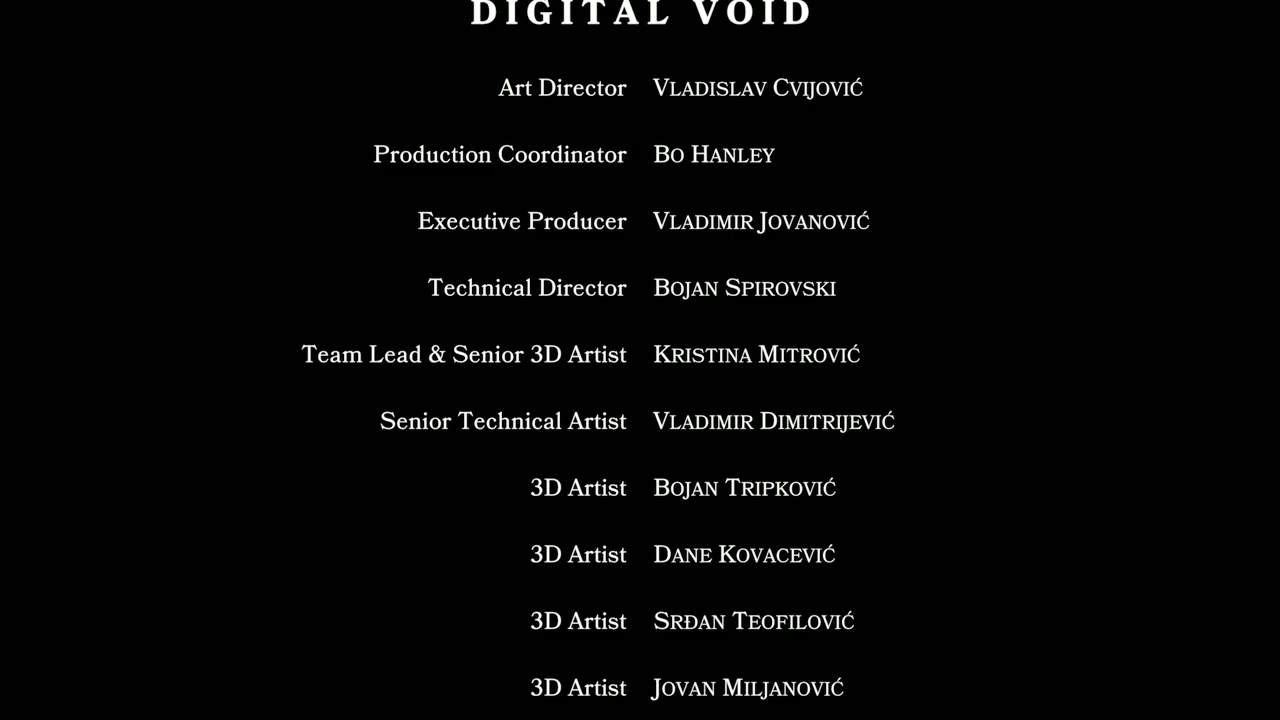 DIGITAL VOID
Art Director Vladislav Cvijović
Production Coordinator Bo Hanley
Executive Producer Vladimir Jovanović
Technical Director Bojan Spirovski
Team Lead & Senior 3D Artist Kristina Mitrović
Senior Technical Artist Vladimir Dimitrijević
3D Artist Bojan Tripković
3D Artist Dane Kovacević
3D Artist Srđan Teofilović
3D Artist Jovan Miljanović